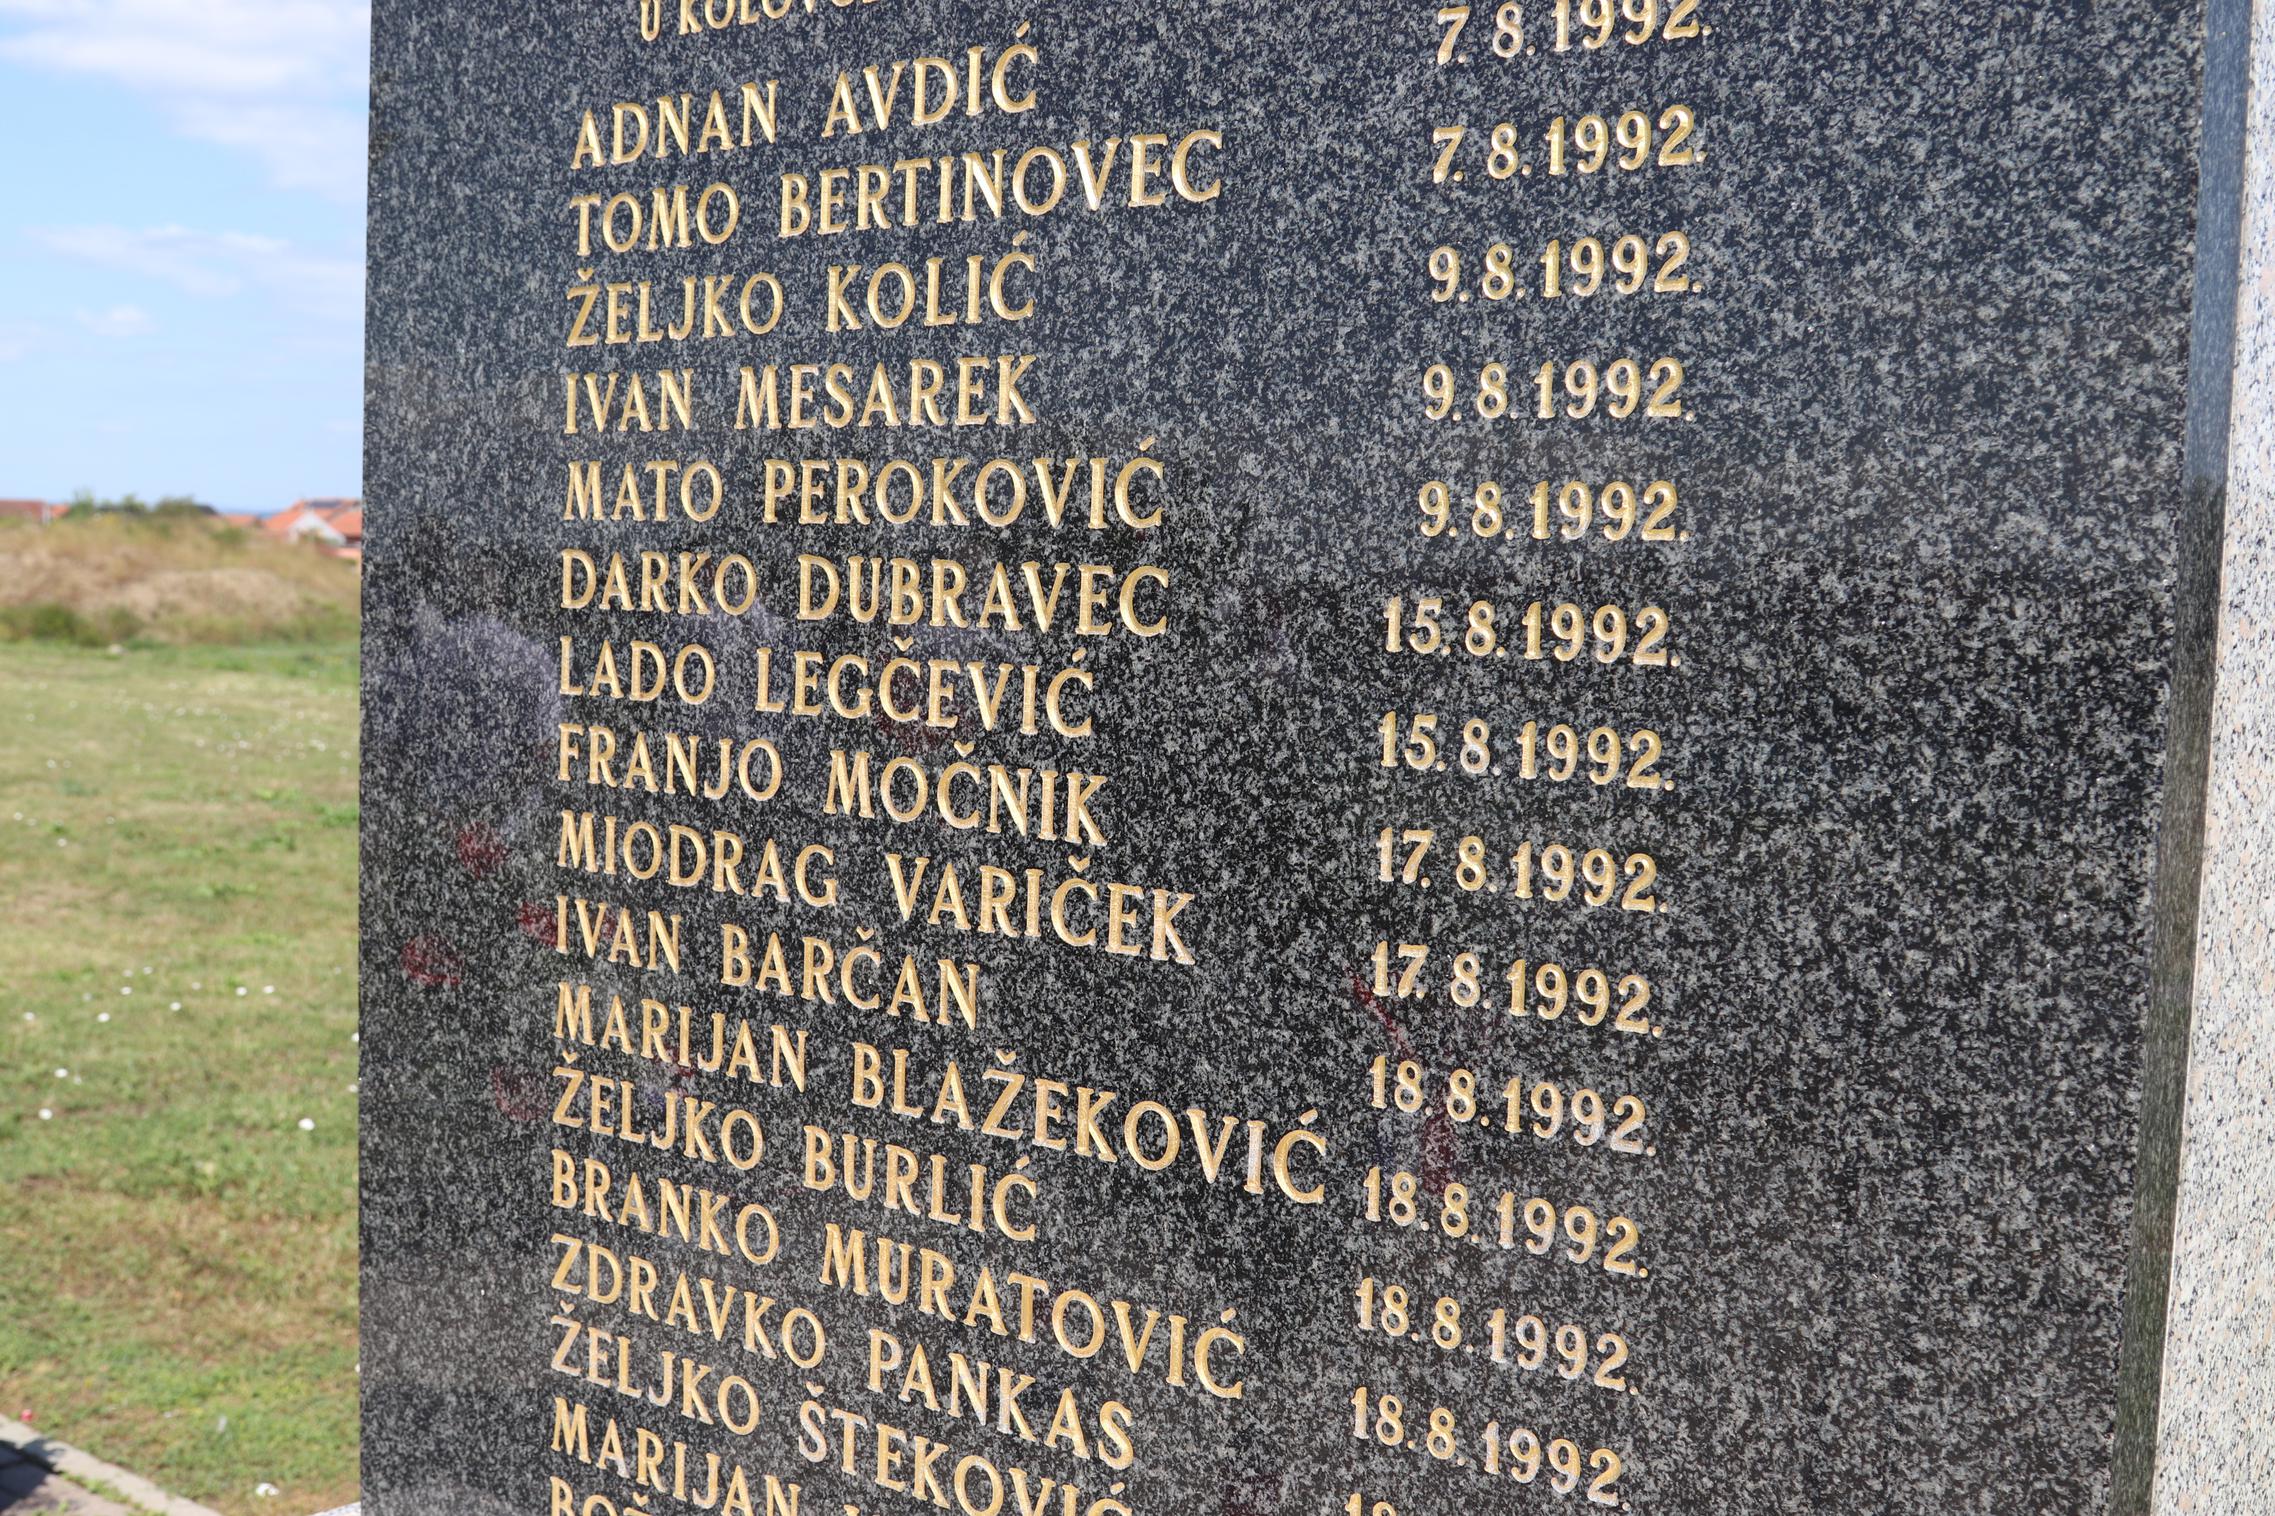 U
ADNAN AVDIĆ 7. 8. 1992.
TOMO BERTINOVEC 7. 8. 1992.
ŽELJKO KOLIĆ 9. 8. 1992.
IVAN MESAREK 9. 8. 1992.
MATO PEROKOVIĆ 9. 8. 1992.
DARKO DUBRAVEC 15. 8. 1992.
LADO LEGČEVIĆ 15. 8. 1992.
FRANJO MOČNIK 17. 8. 1992.
MIODRAG VARIČEK 17. 8. 1992.
IVAN BARČAN 18. 8. 1992.
MARIJAN BLAŽEKOVIĆ 18. 8. 1992.
ŽELJKO BURLIĆ 18. 8. 1992.
BRANKO MURATOVIĆ 18. 8. 1992.
ZDRAVKO PANKAS
ŽELJKO ŠTEKOVIĆ
MARIJAN